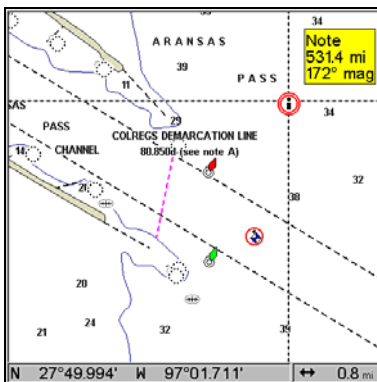 35
34
ARANSAS
Note
531.4 mi
172° mag
39
PASS
11
34
29
SAS
COLREGS DEMARCATION LINE
PASS
80.850d (see note A)
CHANNEL
14
32
21
38
20
24
32
39
21
N 27°49.994' W 97°01.711' ↔ 0.8 mi